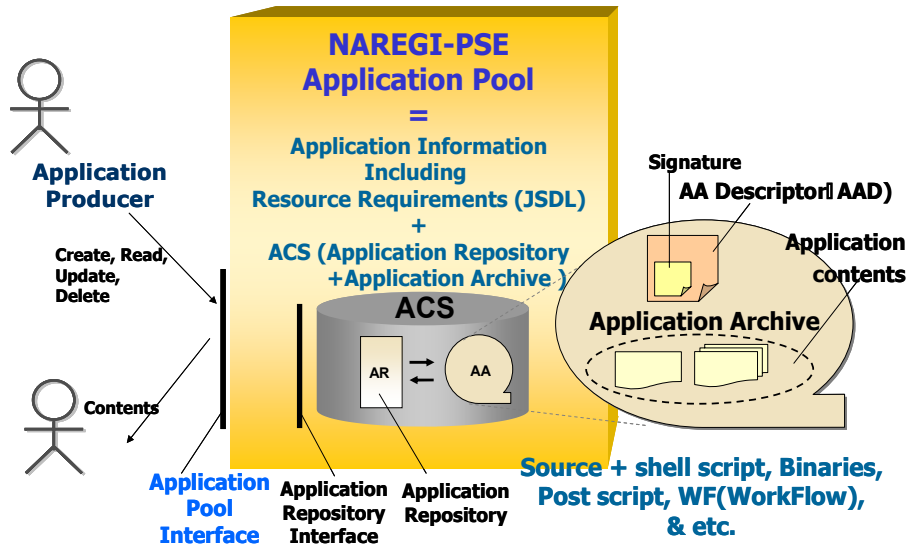 NAREGI-PSE
Application Pool
=
Application Information
Including
Resource Requirements (JSDL)
+
ACS (Application Repository
+Application Archive )
Application
Producer
Create, Read,
Update,
Delete
Contents
ACS
AR
AA
Signature
AA Descriptor AAD)
Application
contents
Application Archive
Application
Pool
Interface
Application
Repository
Interface
Application
Repository
Source + shell script, Binaries,
Post script, WF(WorkFlow),
& etc.